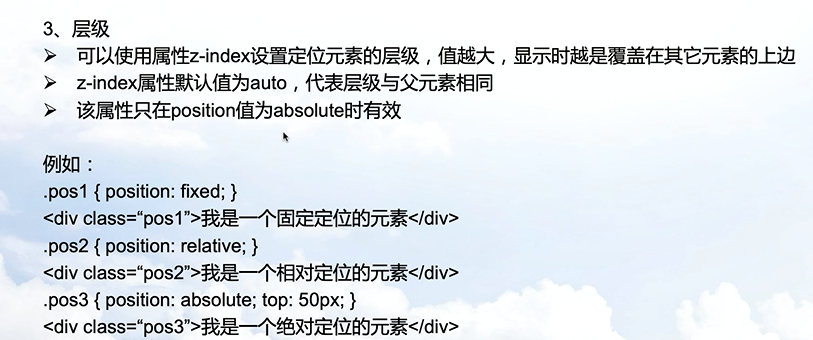 3、层级
➢ 可以使用属性z-index设置定位元素的层级，值越大，显示时越是覆盖在其它元素的上边
➢ z-index属性默认值为auto，代表层级与父元素相同
➢ 该属性只在position值为absolute时有效
例如：
.pos1 { position: fixed; }
<div class=“pos1”>我是一个固定定位的元素</div>
.pos2 { position: relative; }
<div class=“pos2”>我是一个相对定位的元素</div>
.pos3 { position: absolute; top: 50px; }
<div class=“pos3”>我是一个绝对定位的元素</div>